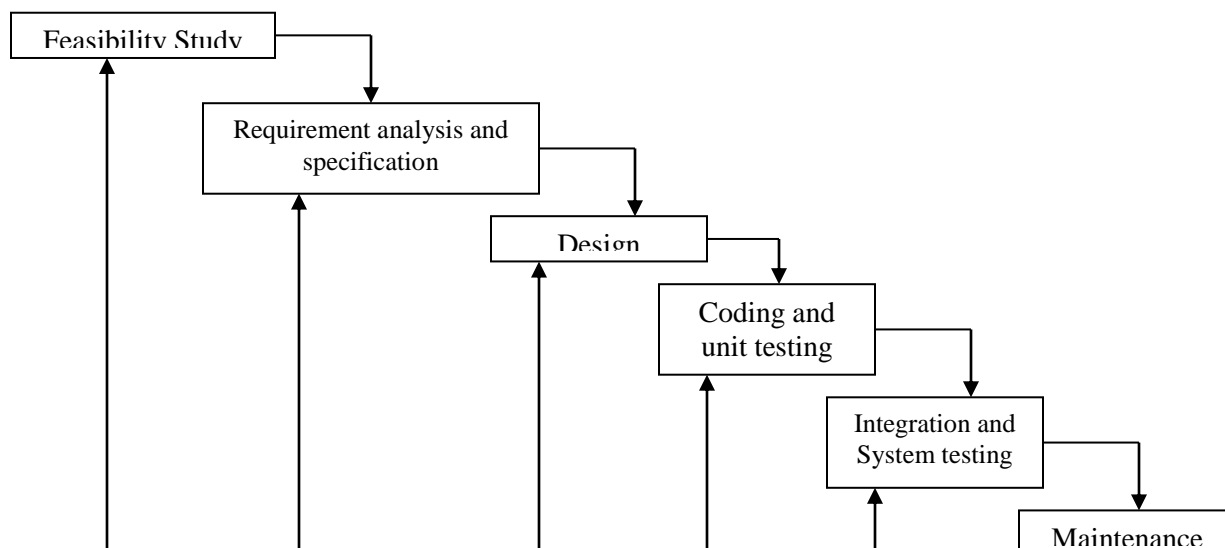 Feasibility Study
Requirement analysis and
specification
Design
Coding and
unit testing
Integration and
System testing
Maintenance